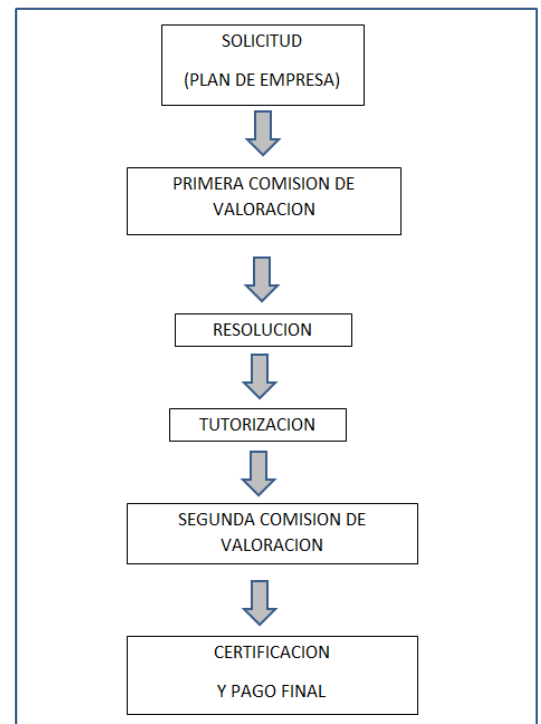 SOLICITUD
(PLAN DE EMPRESA)
PRIMERA COMISION DE
VALORACION
RESOLUCION
TUTORIZACION
SEGUNDA COMISION DE
VALORACION
CERTIFICACION
Y PAGO FINAL